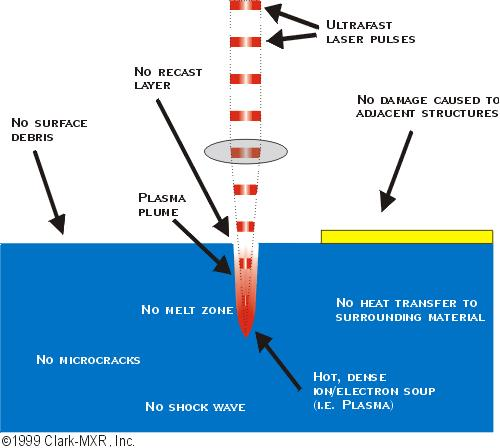 ULTRAFAST
LASER PULSES
NO RECAST
LAYER
NO DAMAGE CAUSED TO
ADJACENT STRUCTURES
NO SURFACE
DEBRIS
PLASMA
PLUME
NO MELT ZONE
NO HEAT TRANSFER TO
SURROUNDING MATERIAL
NO MICROCRACKS
HOT, DENSE
ION/ELECTRON SOUP
(I.E. PLASMA)
NO SHOCK WAVE
©1999 Clark-MXR, Inc.